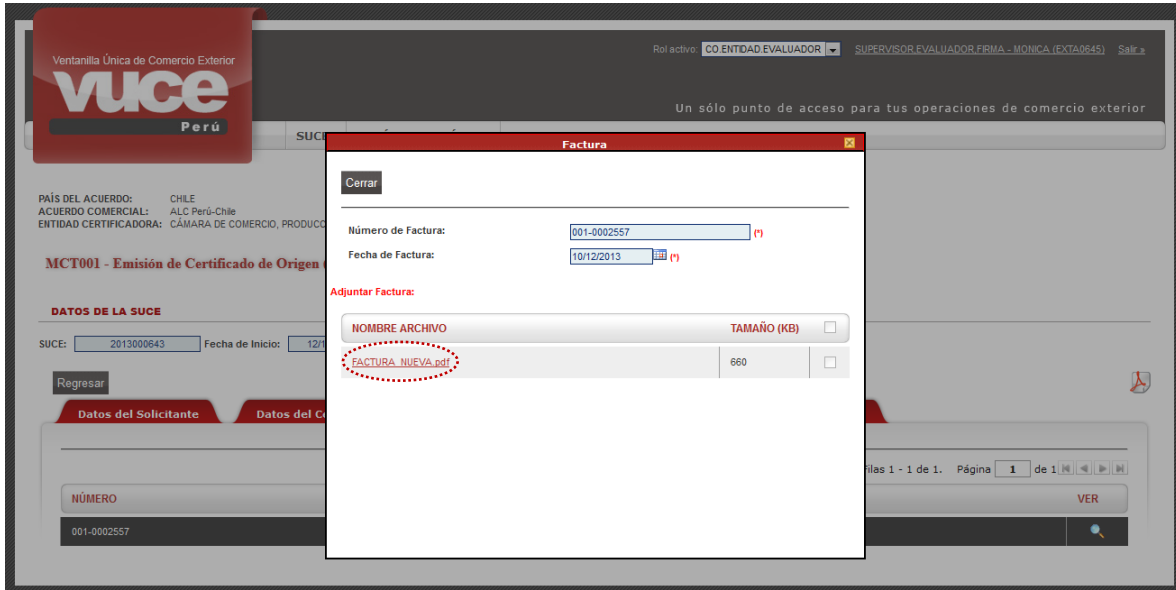 Ventanilla Única de Comercio Exterior
vuce
Perú
Rol activo: CO.ENTIDAD.EVALUADOR SUPERVISOR.EVALUADOR.FIRMA - MONICA (EXTA0645) Salir »
Un sólo punto de acceso para tus operaciones de comercio exterior
SUCE
Factura
Cerrar
Número de Factura: 001-0002557 (*)
Fecha de Factura: 10/12/2013 (*)
Adjuntar Factura:
NOMBRE ARCHIVO TAMAÑO (KB)
FACTURA_NUEVA.pdf 660
PAÍS DEL ACUERDO: CHILE
ACUERDO COMERCIAL: ALC Perú-Chile
ENTIDAD CERTIFICADORA: CÁMARA DE COMERCIO, PRODUCC
MCT001 - Emisión de Certificado de Origen (
DATOS DE LA SUCE
SUCE: 2013000643 Fecha de Inicio: 12/1
Regresar
Datos del Solicitante Datos del C
Filas 1 - 1 de 1. Página 1 de 1
NÚMERO VER
001-0002557